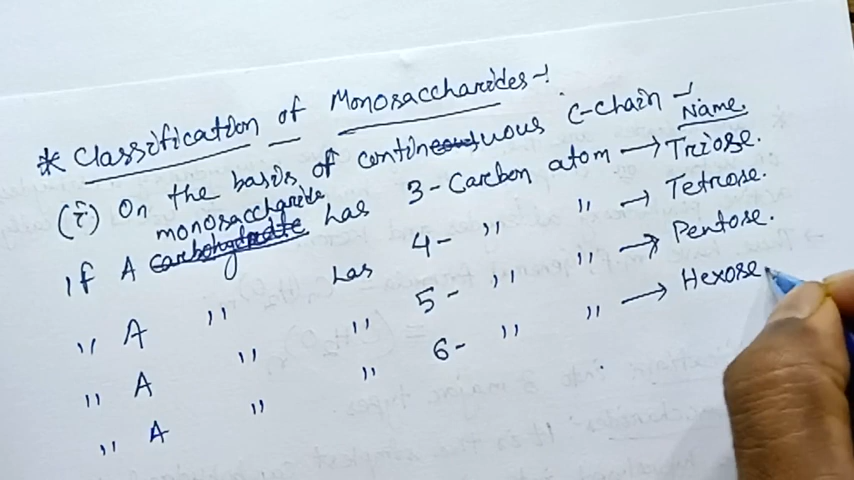 * Classification of Monosaccharides -!
(i) On the basis of continuous C-chain -! Name.
If A monosaccharide has 3-Carbon atom → Triose.
" A " has 4- " " → Tetrose.
" A " " 5- " " → Pentose.
" A " " 6- " " → Hexose.